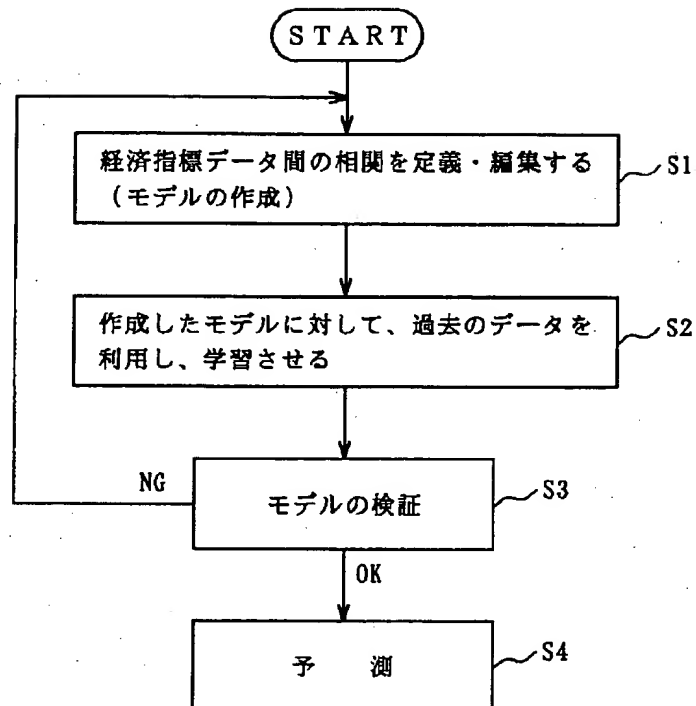 START
経済指標データ間の相関を定義・編集する
(モデルの作成)
S1
作成したモデルに対して、過去のデータを
利用し、学習させる
S2
モデルの検証
S3
NG
OK
予 測
S4